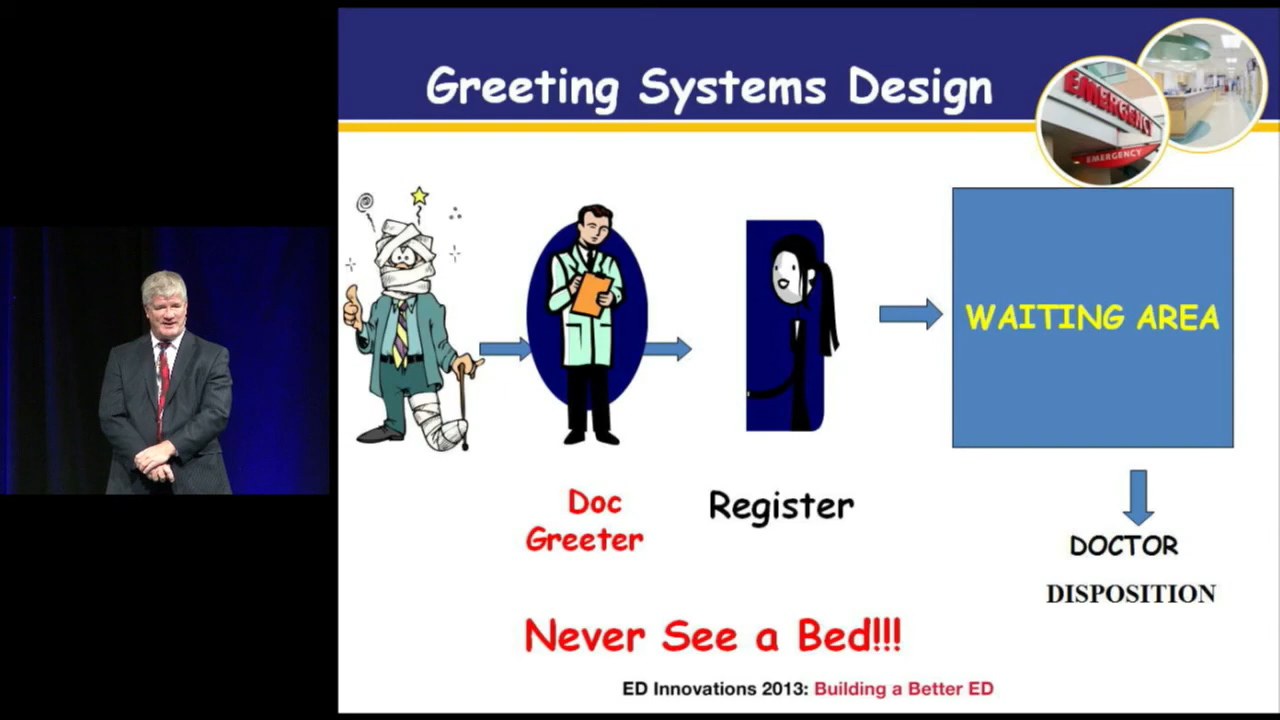 Greeting Systems Design
EMERGENCY
EMERGENCY
WAITING AREA
Doc
Greeter
Register
DOCTOR
DISPOSITION
Never See a Bed!!!
ED Innovations 2013: Building a Better ED